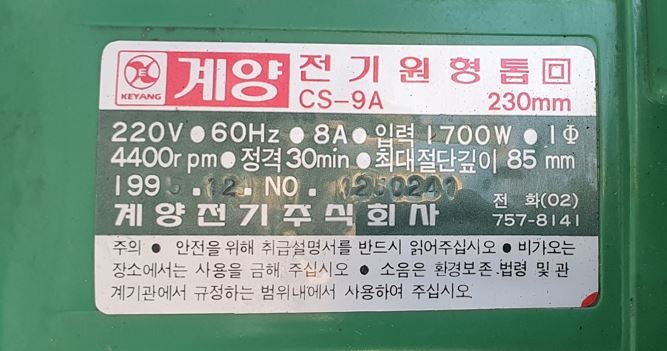 KEYANG 계양 전기원형톱
CS-9A 230mm
220V ● 60Hz ● 8A ● 입력 1700W ● 1Φ
4400rpm ● 정격 30min ● 최대절단깊이 85 mm
199 .12. NO.
계양전기주식회사 전 화(02) 757-8141
주의 ● 안전을 위해 취급설명서를 반드시 읽어주십시오 ● 비가오는
장소에서는 사용을 금해 주십시오 ● 소음은 환경보존 법령 및 관
계기관에서 규정하는 범위내에서 사용하여 주십시오